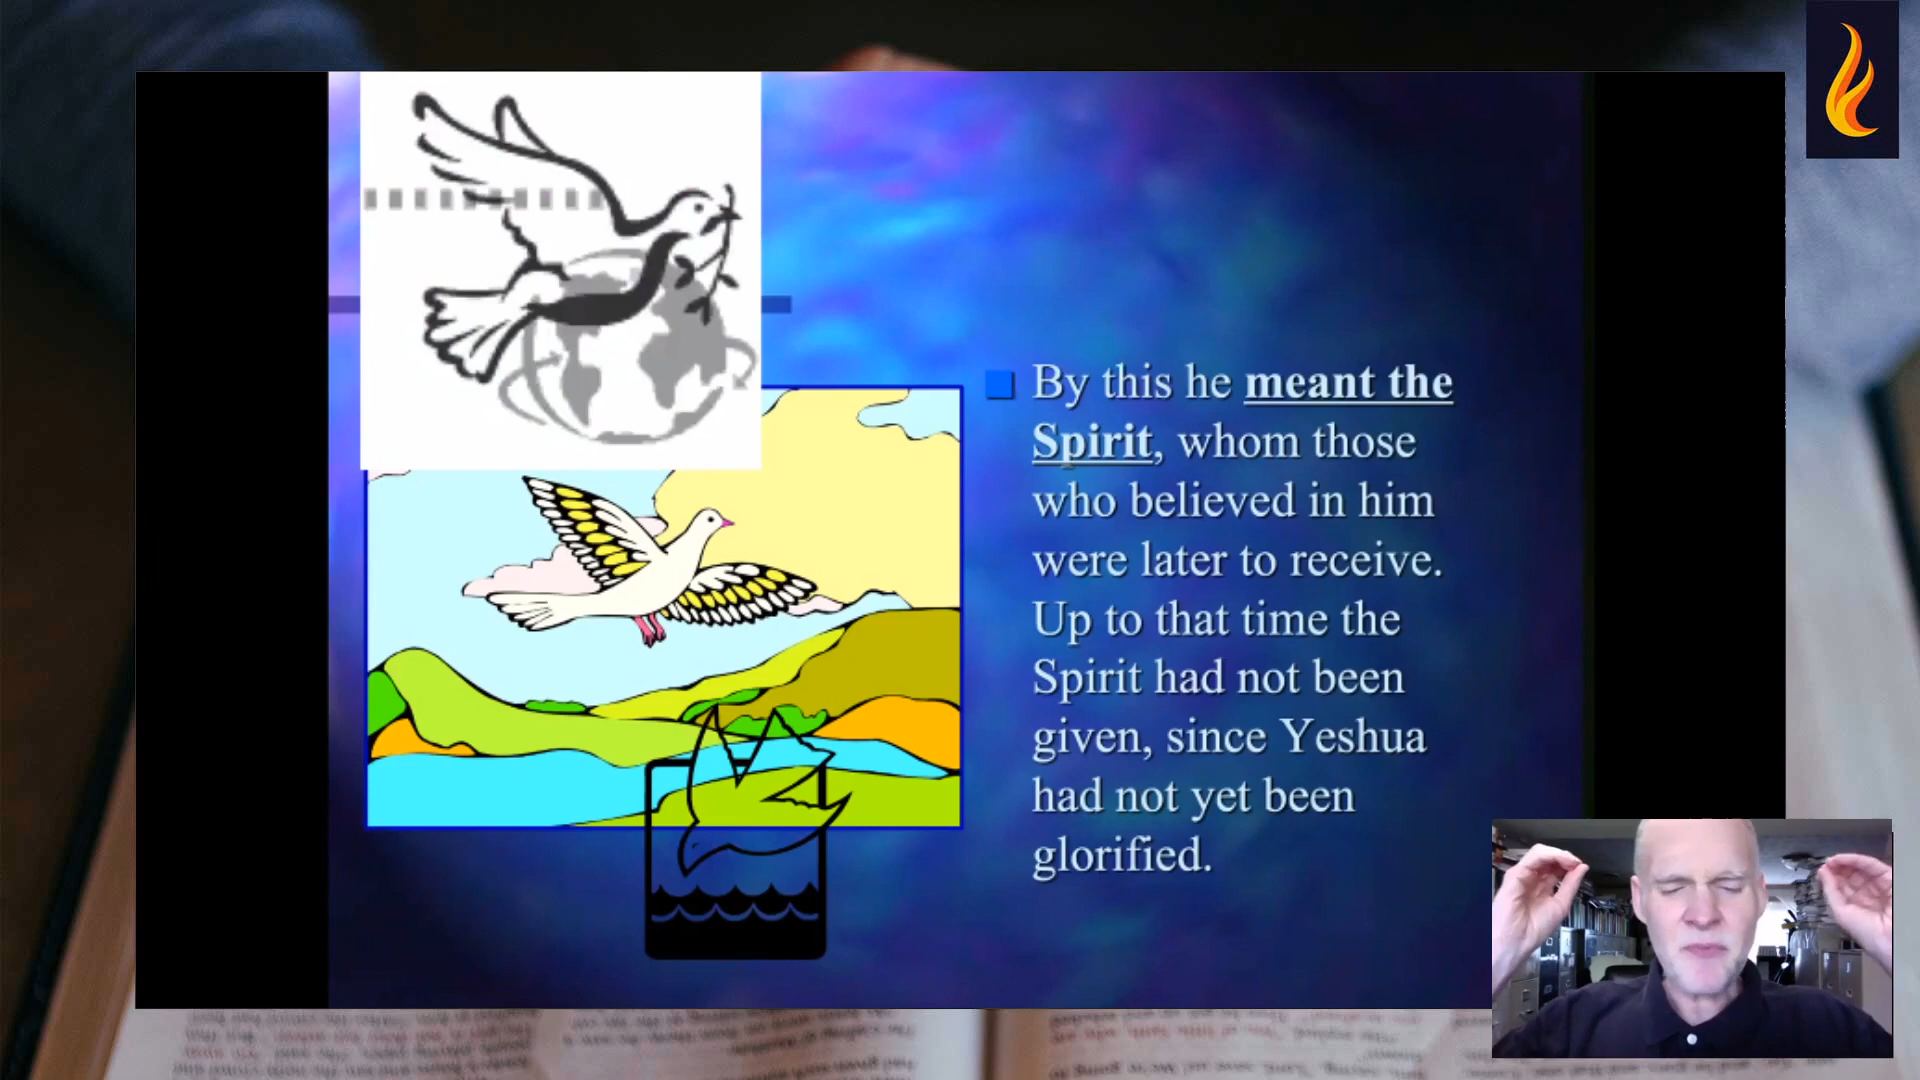 By this he meant the
Spirit, whom those
who believed in him
were later to receive.
Up to that time the
Spirit had not been
given, since Yeshua
had not yet been
glorified.